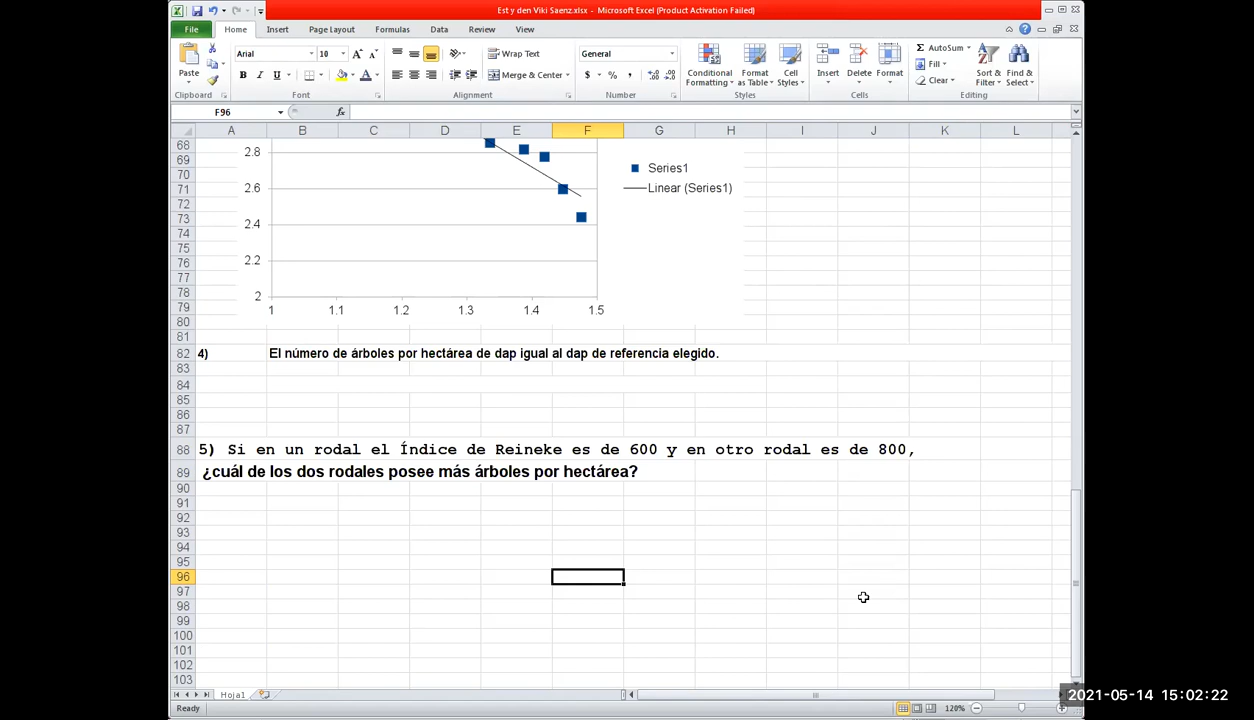 Est y den Viki Saenz.xlsx - Microsoft Excel (Product Activation Failed)
File Home Insert Page Layout Formulas Data Review View
Paste
Clipboard
Arial 10
B I U
Font
Wrap Text
Merge & Center
Alignment
General
$ % ,
Number
Conditional Formatting
Format as Table
Cell Styles
Styles
Insert Delete Format
Cells
AutoSum
Fill
Clear
Sort & Filter
Find & Select
Editing
F96 fx
A B C D E F G H I J K L
68
69
70
71
72
73
74
75
76
77
78
79
80
81
82
83
84
85
86
87
88
89
90
91
92
93
94
95
96
97
98
99
100
101
102
103
2.8
2.6
2.4
2.2
2
1 1.1 1.2 1.3 1.4 1.5
Series1
Linear (Series1)
4) El número de árboles por hectárea de dap igual al dap de referencia elegido.
5) Si en un rodal el Índice de Reineke es de 600 y en otro rodal es de 800,
¿cuál de los dos rodales posee más árboles por hectárea?
Hoja1
Ready
120%
2021-05-14 15:02:22